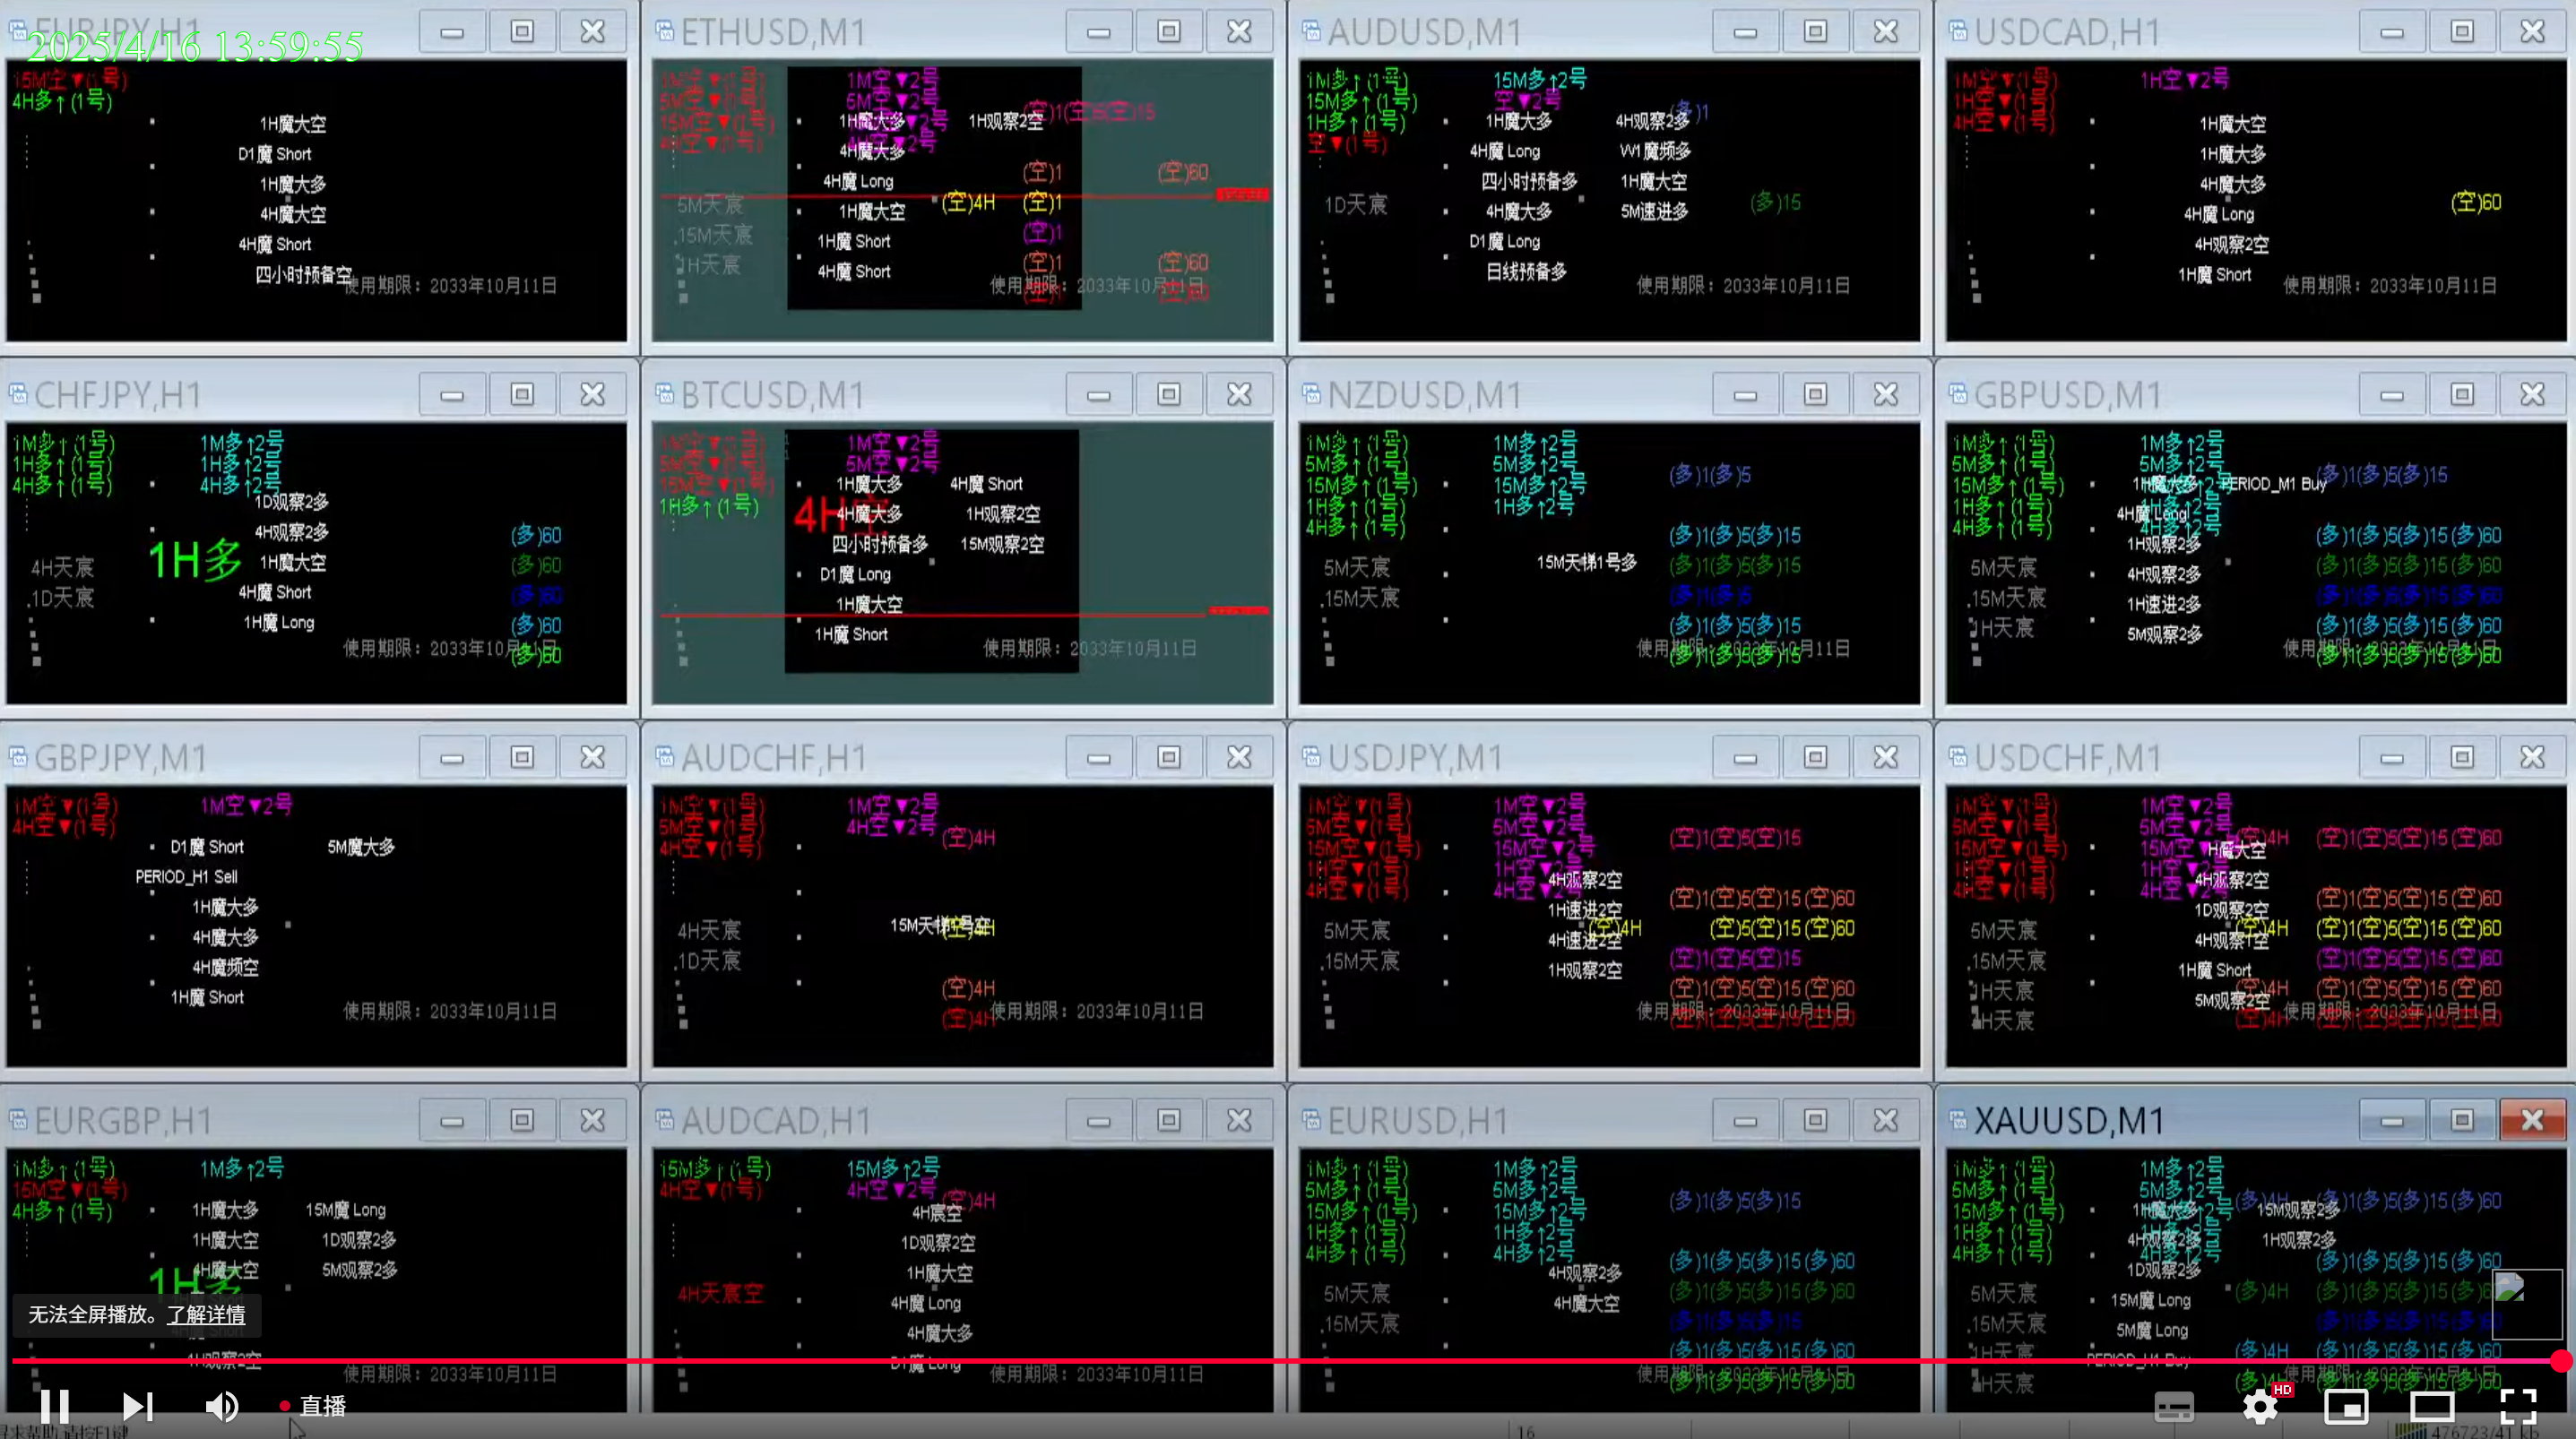 2025/4/16 13:59:55
EURJPY,H1
15M空▼(1号)
4H多↑(1号)
1H魔大空
D1魔 Short
1H魔大多
4H魔大空
4H魔 Short
四小时预备空
使用期限：2033年10月11日
ETHUSD,M1
1M空▼(1号) 1M空▼2号
5M空▼(1号) 5M空▼2号
15M空▼(1号)
4H空▼(1号) 4H空▼2号
1H魔大多 1H观察2空
4H魔大多
4H魔 Long
(空)1 (空)60
5M天宸
15M天宸
1H天宸
1H魔大空 (空)4H (空)1
1H魔 Short (空)1
4H魔 Short (空)1 (空)60
使用期限：2033年10月11日
AUDUSD,M1
1M多↑(1号) 15M多↑2号
15M多↑(1号) 空▼2号
1H多↑(1号)
空▼(1号)
(多)1
1H魔大多 4H观察2多
4H魔 Long W1魔频多
四小时预备多 1H魔大空
1D天宸 4H魔大多 5M速进多 (多)15
D1魔 Long
日线预备多
使用期限：2033年10月11日
USDCAD,H1
1M空▼(1号) 1H空▼2号
1H空▼(1号)
4H空▼(1号)
1H魔大空
1H魔大多
4H魔大多
4H魔 Long (空)60
4H观察2空
1H魔 Short
使用期限：2033年10月11日
CHFJPY,H1
1M多↑(1号) 1M多↑2号
1H多↑(1号) 1H多↑2号
4H多↑(1号) 4H多↑2号
1D观察2多
4H观察2多 (多)60
1H多
4H天宸 1H魔大空 (多)60
1D天宸 4H魔 Short (多)60
1H魔 Long (多)60
(多)60
使用期限：2033年10月11日
BTCUSD,M1
1M空▼(1号) 1M空▼2号
5M空▼(1号) 5M空▼2号
15M空▼(1号)
1H多↑(1号)
4H空
1H魔大多 4H魔 Short
4H魔大多 1H观察2空
四小时预备多 15M观察2空
D1魔 Long
1H魔大空
1H魔 Short
使用期限：2033年10月11日
NZDUSD,M1
1M多↑(1号) 1M多↑2号
5M多↑(1号) 5M多↑2号
15M多↑(1号) 15M多↑2号
1H多↑(1号) 1H多↑2号
4H多↑(1号)
(多)1(多)5
(多)1(多)5(多)15
5M天宸 15M天梯1号多 (多)1(多)5(多)15
15M天宸 (多)1(多)5
(多)1(多)5(多)15
(多)1(多)5(多)15
使用期限：2033年10月11日
GBPUSD,M1
1M多↑(1号) 1M多↑2号
5M多↑(1号) 5M多↑2号
15M多↑(1号)
1H多↑(1号)
4H多↑(1号) 4H多↑2号
1H魔大多 PERIOD_M1 Buy (多)1(多)5(多)15
4H魔 Long
1H观察2多 (多)1(多)5(多)15(多)60
5M天宸 4H观察2多 (多)1(多)5(多)15(多)60
15M天宸 1H速进2多 (多)1(多)5(多)15(多)60
1H天宸 5M观察2多 (多)1(多)5(多)15(多)60
(多)1(多)5(多)15(多)60
使用期限：2033年10月11日
GBPJPY,M1
1M空▼(1号) 1M空▼2号
4H空▼(1号)
D1魔 Short 5M魔大多
PERIOD_H1 Sell
1H魔大多
4H魔大多
4H魔频空
1H魔 Short
使用期限：2033年10月11日
AUDCHF,H1
1M空▼(1号) 1M空▼2号
5M空▼(1号) 4H空▼2号
4H空▼(1号) (空)4H
4H天宸 (空)4H
1D天宸
(空)4H
(空)4H
使用期限：2033年10月11日
USDJPY,M1
1M空▼(1号) 1M空▼2号
5M空▼(1号) 5M空▼2号
15M空▼(1号) 15M空▼2号
1H空▼(1号) 1H空▼2号
4H空▼(1号) 4H空▼2号
(空)1(空)5(空)15
4H观察2空
1H速进2空 (空)1(空)5(空)15(空)60
5M天宸 4H速进2空 (空)4H (空)5(空)15(空)60
15M天宸 1H观察2空 (空)1(空)5(空)15
(空)1(空)5(空)15(空)60
(空)1(空)5(空)15(空)60
使用期限：2033年10月11日
USDCHF,M1
1M空▼(1号) 1M空▼2号
5M空▼(1号) 5M空▼2号
15M空▼(1号)
1H空▼(1号)
4H空▼(1号)
(空)4H (空)1(空)5(空)15(空)60
H魔大空
4H观察2空 (空)1(空)5(空)15(空)60
1D观察2空
5M天宸 4H观察1空 (空)4H (空)1(空)5(空)15(空)60
15M天宸 1H魔 Short (空)1(空)5(空)15(空)60
1H天宸 5M观察2空 (空)4H (空)1(空)5(空)15(空)60
4H天宸 (空)4H (空)1(空)5(空)15(空)60
使用期限：2033年10月11日
EURGBP,H1
1M多↑(1号) 1M多↑2号
15M空▼(1号)
4H多↑(1号)
1H魔大多 15M魔 Long
1H魔大空 1D观察2多
4H魔大空 5M观察2多
1H多
1H观察2空
使用期限：2033年10月11日
AUDCAD,H1
15M多↑(1号) 15M多↑2号
4H空▼(1号) 4H空▼2号 (空)4H
4H宸空
1D观察2空
1H魔大空
4H天宸空 4H魔 Long
4H魔大多
D1魔 Long
使用期限：2033年10月11日
EURUSD,H1
1M多↑(1号) 1M多↑2号
5M多↑(1号) 5M多↑2号
15M多↑(1号) 15M多↑2号
1H多↑(1号) 1H多↑2号
4H多↑(1号) 4H多↑2号
(多)1(多)5(多)15
4H观察2多 (多)1(多)5(多)15(多)60
5M天宸 4H魔大空 (多)1(多)5(多)15(多)60
15M天宸 (多)1(多)5(多)15
(多)1(多)5(多)15(多)60
(多)1(多)5(多)15(多)60
使用期限：2033年10月11日
XAUUSD,M1
1M多↑(1号) 1M多↑2号
5M多↑(1号) 5M多↑2号
15M多↑(1号)
1H多↑(1号)
4H多↑(1号)
(多)4H (多)1(多)5(多)15(多)60
1H魔大多 15M观察2多
4H观察2多 1H观察2多
1D观察2多 (多)1(多)5(多)15(多)60
5M天宸 15M魔 Long (多)4H (多)1(多)5(多)15
15M天宸 5M魔 Long (多)1(多)5(多)15(多)60
1H天宸 PERIOD_H1 Buy (多)4H (多)1(多)5(多)15(多)60
4H天宸
使用期限：2033年10月11日
无法全屏播放。了解详情
直播
HD
16
476723/41 kb